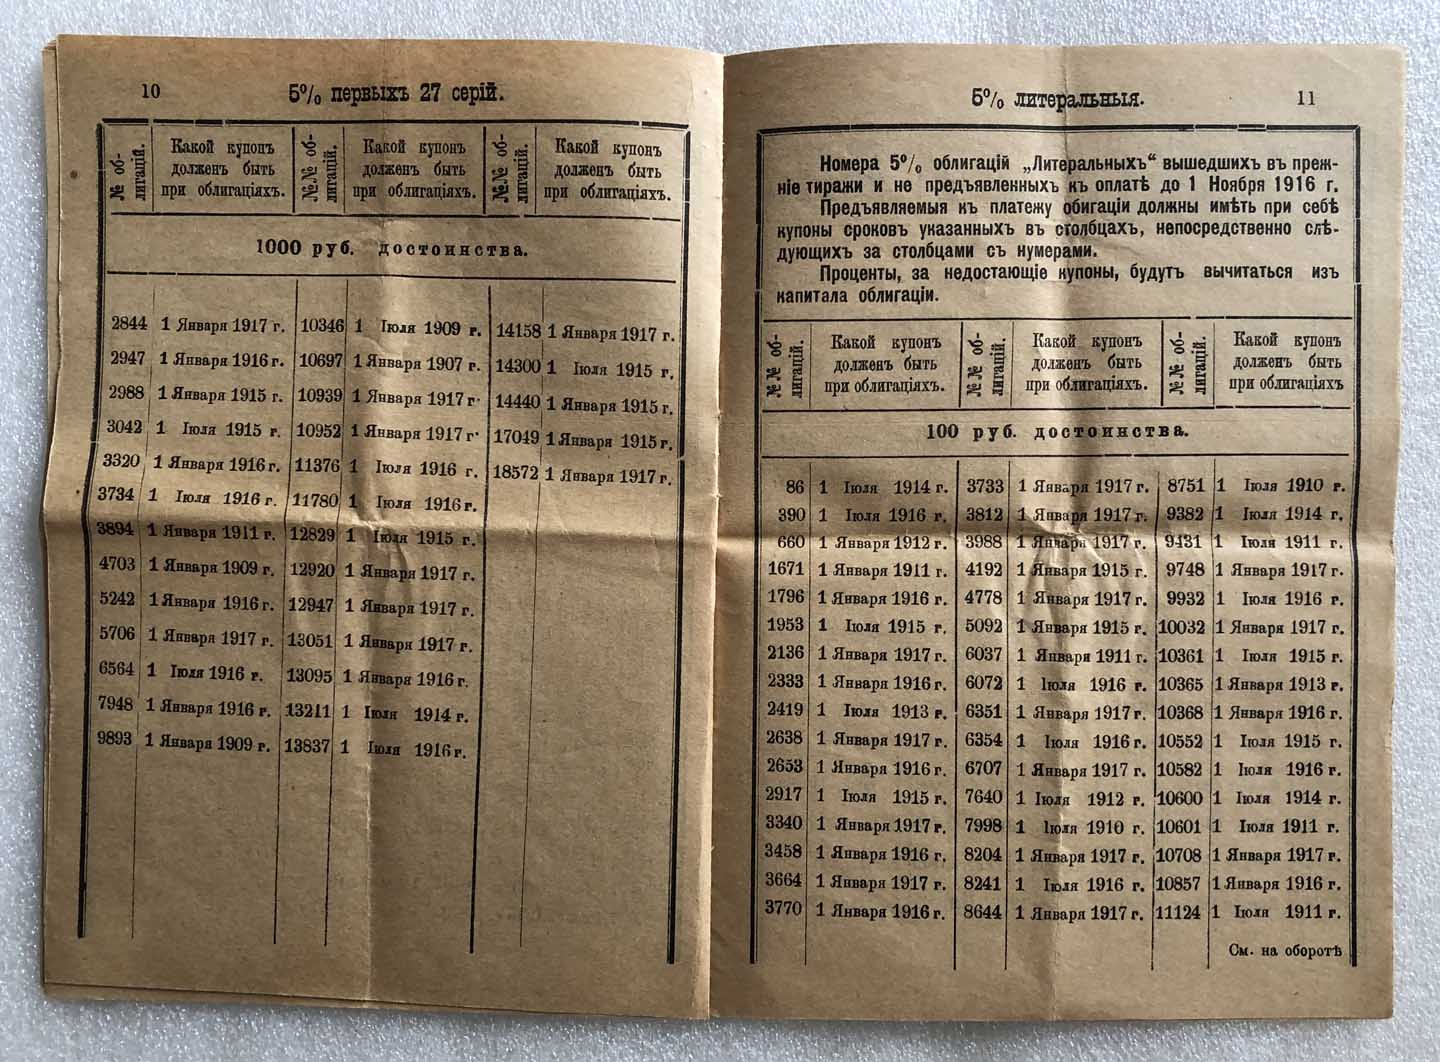 10
5% первыхъ 27 серій.
№ об-
лигацій.
Какой купонъ
долженъ быть
при облигаціяхъ.
№№ об-
лигацій.
Какой купонъ
долженъ быть
при облигаціяхъ.
№№ об-
лигацій.
Какой купонъ
долженъ быть
при облигаціяхъ.
1000 руб. достоинства.
2844 1 Января 1917 г. 10346 1 Іюля 1909 г. 14158 1 Января 1917 г.
2947 1 Января 1916 г. 10697 1 Января 1907 г. 14300 1 Іюля 1915 г.
2988 1 Января 1915 г. 10939 1 Января 1917 г. 14440 1 Января 1915 г.
3042 1 Іюля 1915 г. 10952 1 Января 1917 г. 17049 1 Января 1915 г.
3320 1 Января 1916 г. 11376 1 Іюля 1916 г. 18572 1 Января 1917 г.
3734 1 Іюля 1916 г. 11780 1 Іюля 1916 г.
3894 1 Января 1911 г. 12829 1 Іюля 1915 г.
4703 1 Января 1909 г. 12920 1 Января 1917 г.
5242 1 Января 1916 г. 12947 1 Января 1917 г.
5706 1 Января 1917 г. 13051 1 Января 1917 г.
6564 1 Іюля 1916 г. 13095 1 Января 1916 г.
7948 1 Января 1916 г. 13211 1 Іюля 1914 г.
9893 1 Января 1909 г. 13837 1 Іюля 1916 г.
5% литеральныя.
11
Номера 5% облигацій „Литеральныхъ“ вышедшихъ въ преж-
ніе тиражи и не предъявленныхъ къ оплатѣ до 1 Ноября 1916 г.
Предъявляемыя къ платежу обигаціи должны имѣть при себѣ
купоны сроковъ указанныхъ въ столбцахъ, непосредственно слѣ-
дующихъ за столбцами съ нумерами.
Проценты, за недостающіе купоны, будутъ вычитаться изъ
капитала облигаціи.
№№ об-
лигацій.
Какой купонъ
долженъ быть
при облигаціяхъ.
№№ об-
лигацій.
Какой купонъ
долженъ быть
при облигаціяхъ.
№№ об-
лигацій.
Какой купонъ
долженъ быть
при облигаціяхъ
100 руб. достоинства.
86 1 Іюля 1914 г. 3733 1 Января 1917 г. 8751 1 Іюля 1910 г.
390 1 Іюля 1916 г. 3812 1 Января 1917 г. 9382 1 Іюля 1914 г.
660 1 Января 1912 г. 3988 1 Января 1917 г. 9431 1 Іюля 1911 г.
1671 1 Января 1911 г. 4192 1 Января 1915 г. 9748 1 Января 1917 г.
1796 1 Января 1916 г. 4778 1 Января 1917 г. 9932 1 Іюля 1916 г.
1953 1 Іюля 1915 г. 5092 1 Января 1915 г. 10032 1 Января 1917 г.
2136 1 Января 1917 г. 6037 1 Января 1911 г. 10361 1 Іюля 1915 г.
2333 1 Января 1916 г. 6072 1 Іюля 1916 г. 10365 1 Января 1913 г.
2419 1 Іюля 1913 г. 6351 1 Января 1917 г. 10368 1 Января 1916 г.
2638 1 Января 1917 г. 6354 1 Іюля 1916 г. 10552 1 Іюля 1915 г.
2653 1 Января 1916 г. 6707 1 Января 1917 г. 10582 1 Іюля 1916 г.
2917 1 Іюля 1915 г. 7640 1 Іюля 1912 г. 10600 1 Іюля 1914 г.
3340 1 Января 1917 г. 7998 1 Іюля 1910 г. 10601 1 Іюля 1911 г.
3458 1 Января 1916 г. 8204 1 Января 1917 г. 10708 1 Января 1917 г.
3664 1 Января 1917 г. 8241 1 Іюля 1916 г. 10857 1 Января 1916 г.
3770 1 Января 1916 г. 8644 1 Января 1917 г. 11124 1 Іюля 1911 г.
См. на оборотѣ